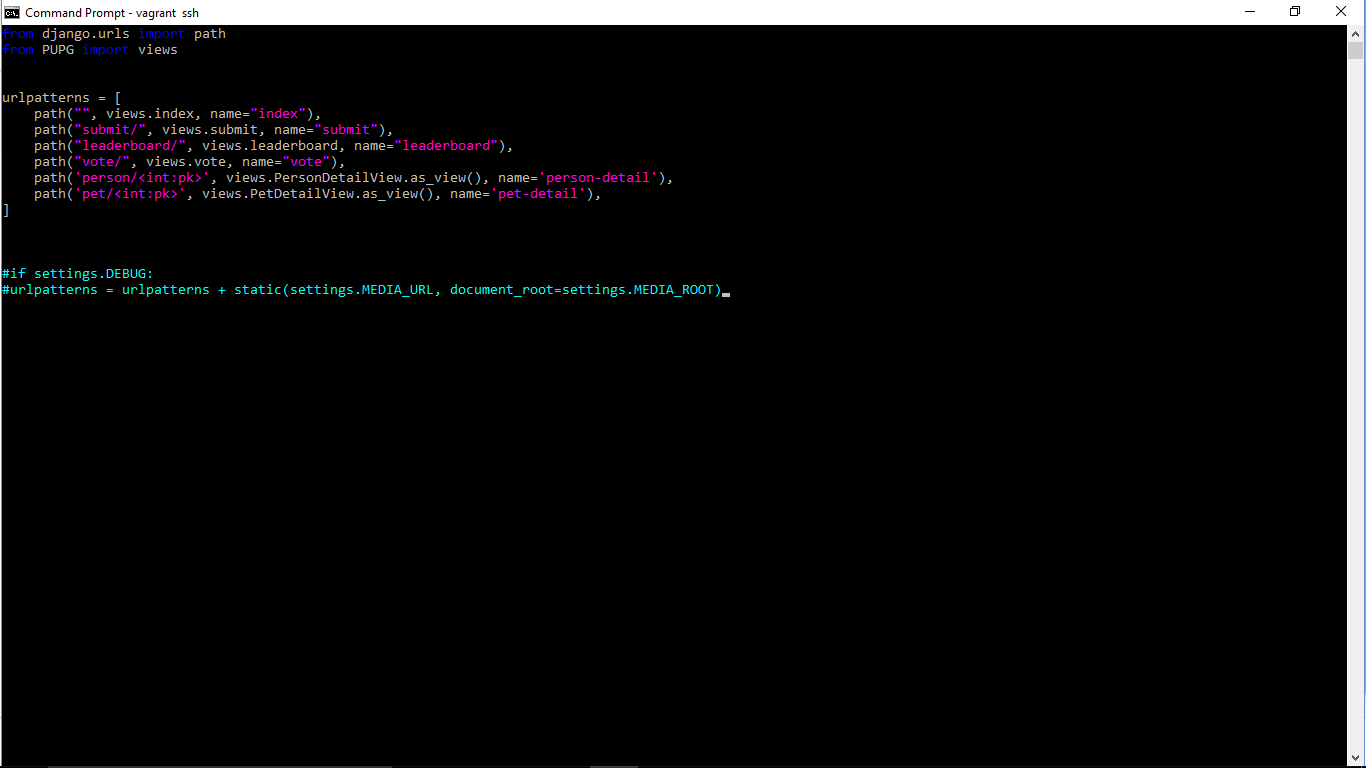 Command Prompt - vagrant ssh
from django.urls import path
from PUPG import views
urlpatterns = [
    path("", views.index, name="index"),
    path("submit/", views.submit, name="submit"),
    path("leaderboard/", views.leaderboard, name="leaderboard"),
    path("vote/", views.vote, name="vote"),
    path('person/<int:pk>', views.PersonDetailView.as_view(), name='person-detail'),
    path('pet/<int:pk>', views.PetDetailView.as_view(), name='pet-detail'),
]
#if settings.DEBUG:
#urlpatterns = urlpatterns + static(settings.MEDIA_URL, document_root=settings.MEDIA_ROOT)